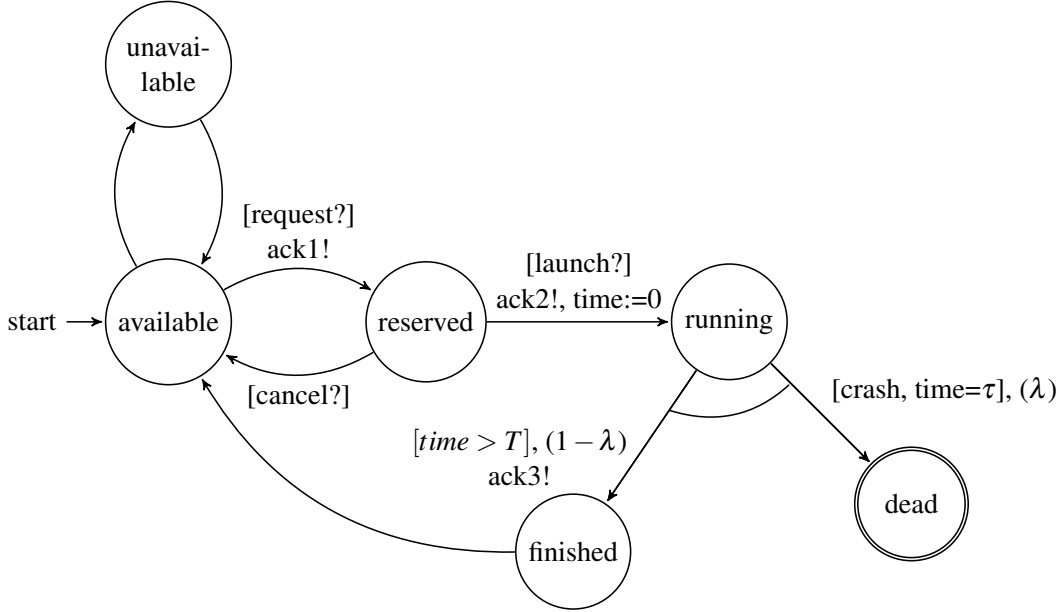 unavai-
lable
[request?]
ack1!
[launch?]
ack2!, time:=0
start
available
reserved
running
[cancel?]
[crash, time=τ], (λ)
[time > T], (1 − λ)
ack3!
dead
finished